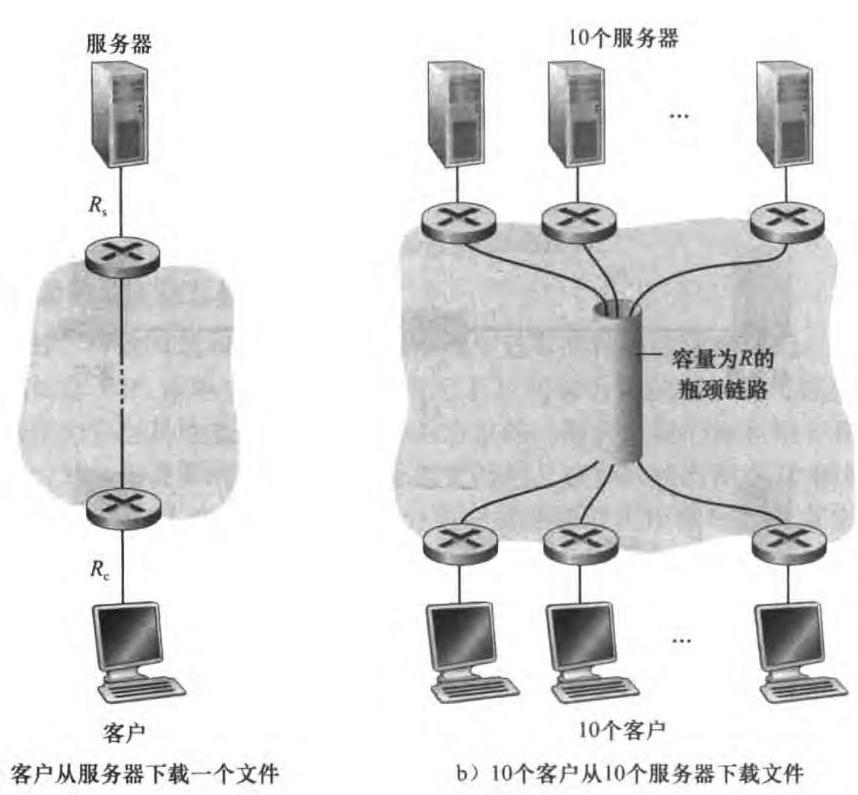 服务器
R_s
R_c
客户
客户从服务器下载一个文件
10个服务器
...
容量为R的
瓶颈链路
...
10个客户
b）10个客户从10个服务器下载文件